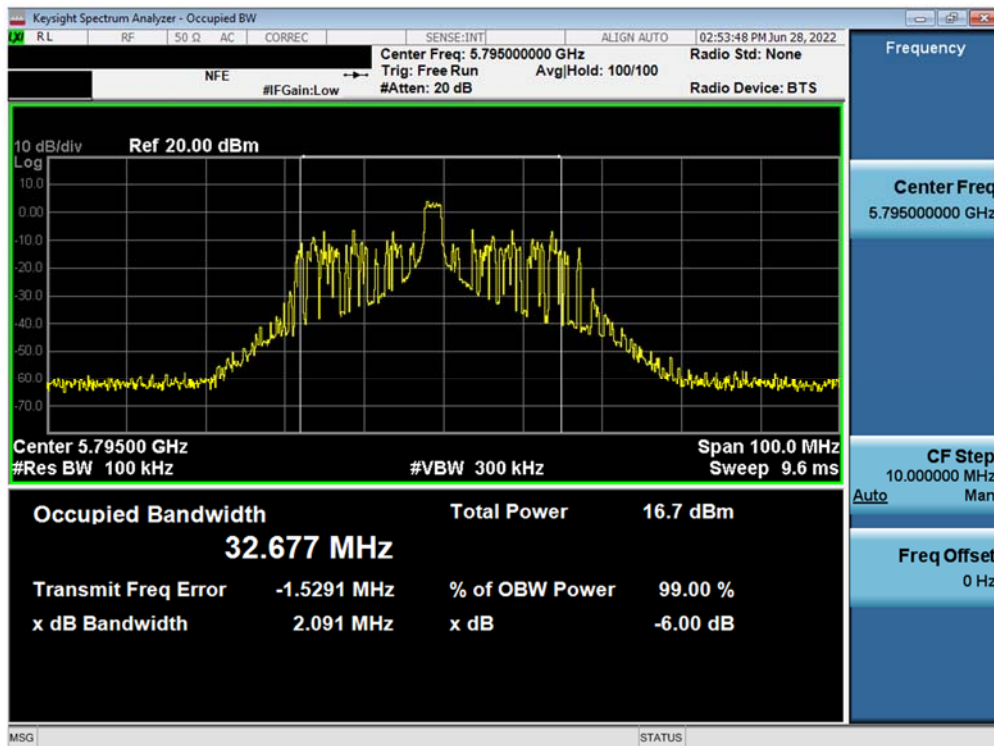 Keysight Spectrum Analyzer - Occupied BW
LXI RL RF 50 Ω AC CORREC SENSE:INT ALIGN AUTO 02:53:48 PM Jun 28, 2022
Center Freq: 5.795000000 GHz Radio Std: None
NFE Trig: Free Run Avg|Hold: 100/100
#IFGain:Low #Atten: 20 dB Radio Device: BTS
10 dB/div Ref 20.00 dBm
Log
10.0
0.00
-10.0
-20.0
-30.0
-40.0
-50.0
-60.0
-70.0
Center 5.79500 GHz Span 100.0 MHz
#Res BW 100 kHz #VBW 300 kHz Sweep 9.6 ms
Occupied Bandwidth Total Power 16.7 dBm
32.677 MHz
Transmit Freq Error -1.5291 MHz % of OBW Power 99.00 %
x dB Bandwidth 2.091 MHz x dB -6.00 dB
Frequency
Center Freq
5.795000000 GHz
CF Step
10.000000 MHz
Auto Man
Freq Offset
0 Hz
MSG STATUS